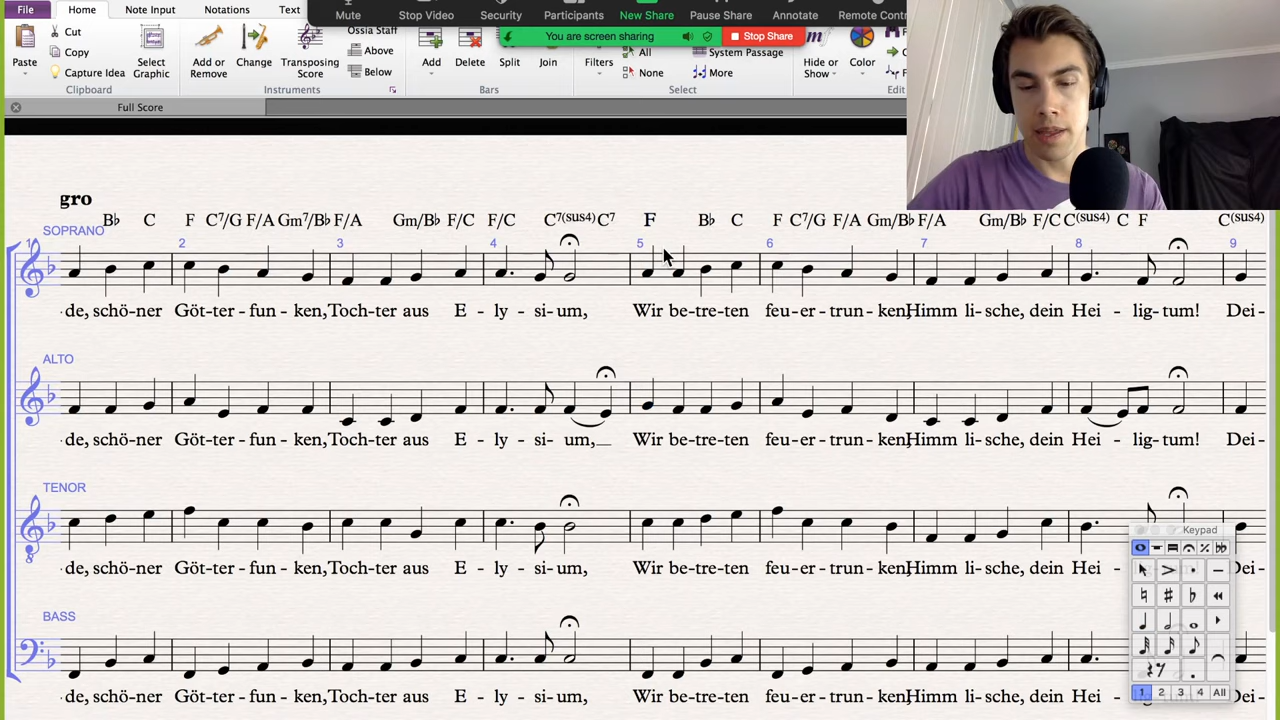 File Home Note Input Notations Text
Mute Stop Video Security Participants New Share Pause Share Annotate
You are screen sharing Stop Share
Cut
Copy
Paste Capture Idea
Select Graphic
Add or Remove
Change
Transposing Score
Ossia Staff
Above
Below
Add Delete Split Join
Filters
All
None
System Passage
More
Hide or Show
Color
Clipboard Instruments Bars Select Edit
Full Score
gro
B♭ C F C⁷/G F/A Gm⁷/B♭ F/A Gm/B♭ F/C F/C C⁷(sus4) C⁷ F B♭ C F C⁷/G F/A Gm/B♭ F/A Gm/B♭ F/C C(sus4) C F C(sus4)
SOPRANO
1 2 3 4 5 6 7 8 9
de, schö-ner Göt-ter-fun-ken, Toch-ter aus E-ly-si-um, Wir be-tre-ten feu-er-trun-ken, Himm li-sche, dein Hei-lig-tum! Dei-
ALTO
de, schö-ner Göt-ter-fun-ken, Toch-ter aus E-ly-si-um, Wir be-tre-ten feu-er-trun-ken, Himm li-sche, dein Hei-lig-tum! Dei-
TENOR
8
de, schö-ner Göt-ter-fun-ken, Toch-ter aus E-ly-si-um, Wir be-tre-ten feu-er-trun-ken, Himm li-sche, dein Hei-
BASS
de, schö-ner Göt-ter-fun-ken, Toch-ter aus E-ly-si-um, Wir be-tre-ten feu-er-trun-ken, Himm li-sche, dein Hei-
Keypad
1 2 3 4 All